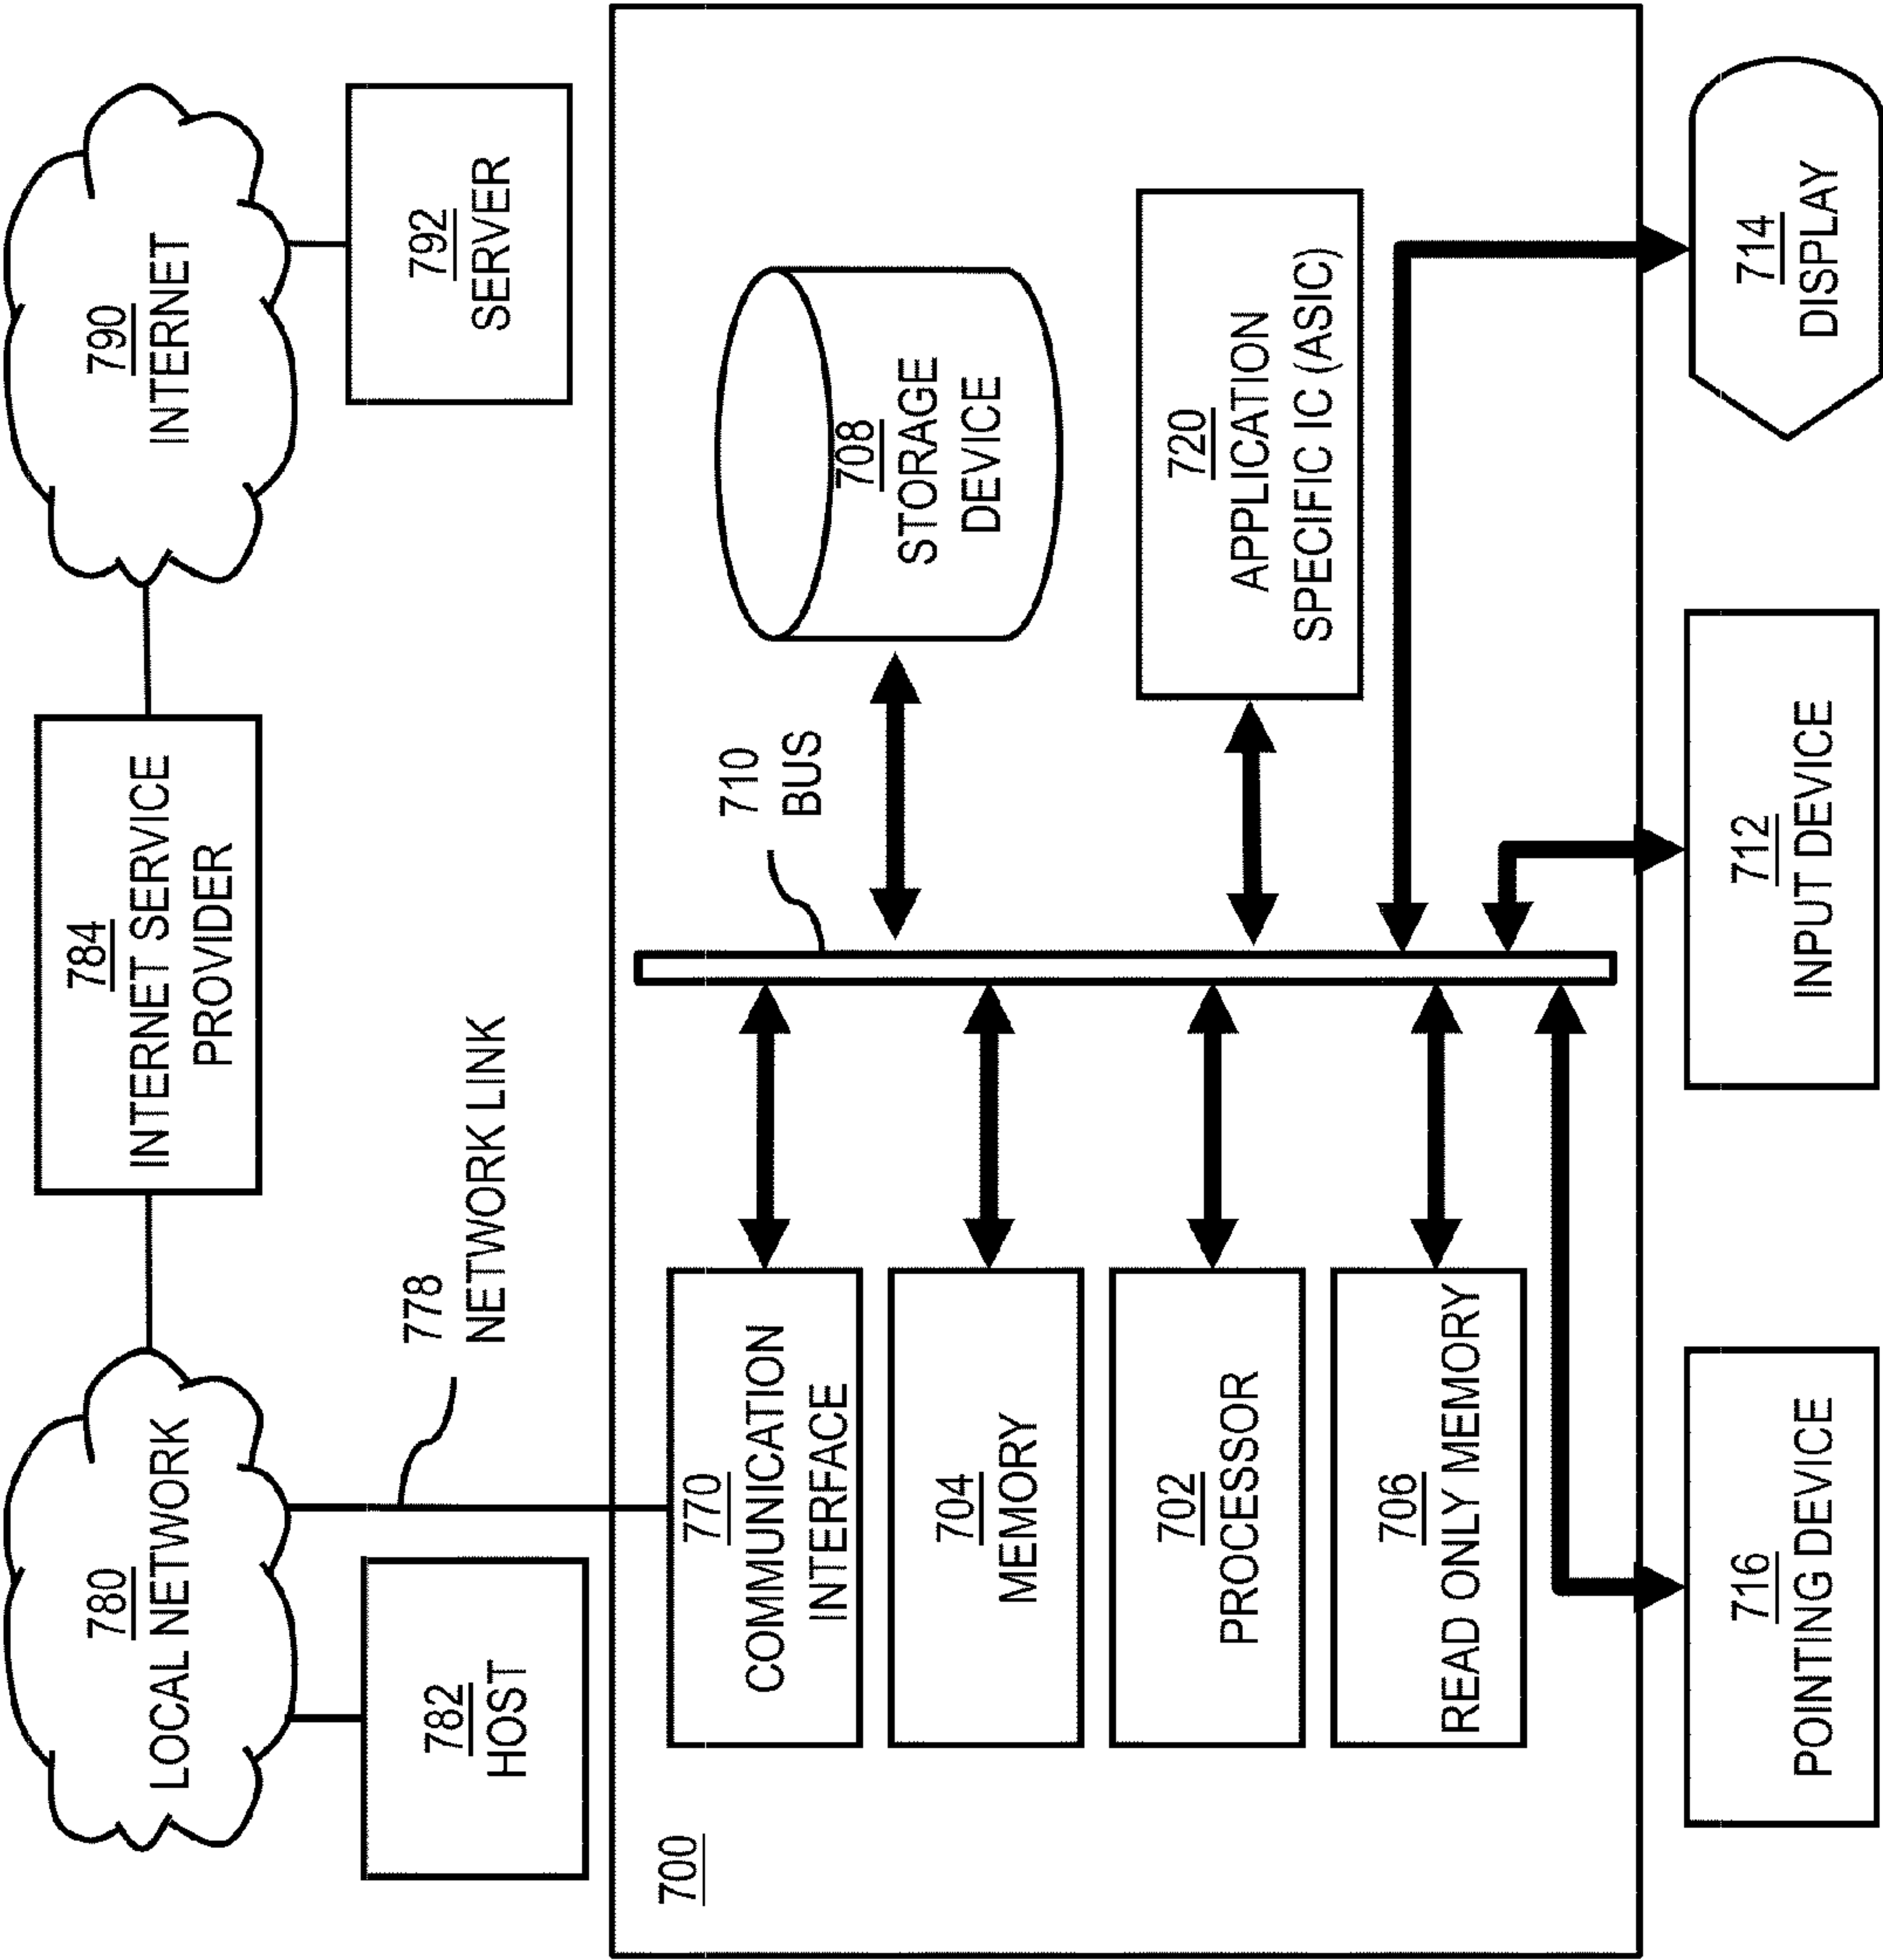 780
LOCAL NETWORK
784
INTERNET SERVICE
PROVIDER
790
INTERNET
782
HOST
778
NETWORK LINK
792
SERVER
700
770
COMMUNICATION
INTERFACE
704
MEMORY
702
PROCESSOR
706
READ ONLY MEMORY
710
BUS
708
STORAGE
DEVICE
720
APPLICATION
SPECIFIC IC (ASIC)
716
POINTING DEVICE
712
INPUT DEVICE
714
DISPLAY